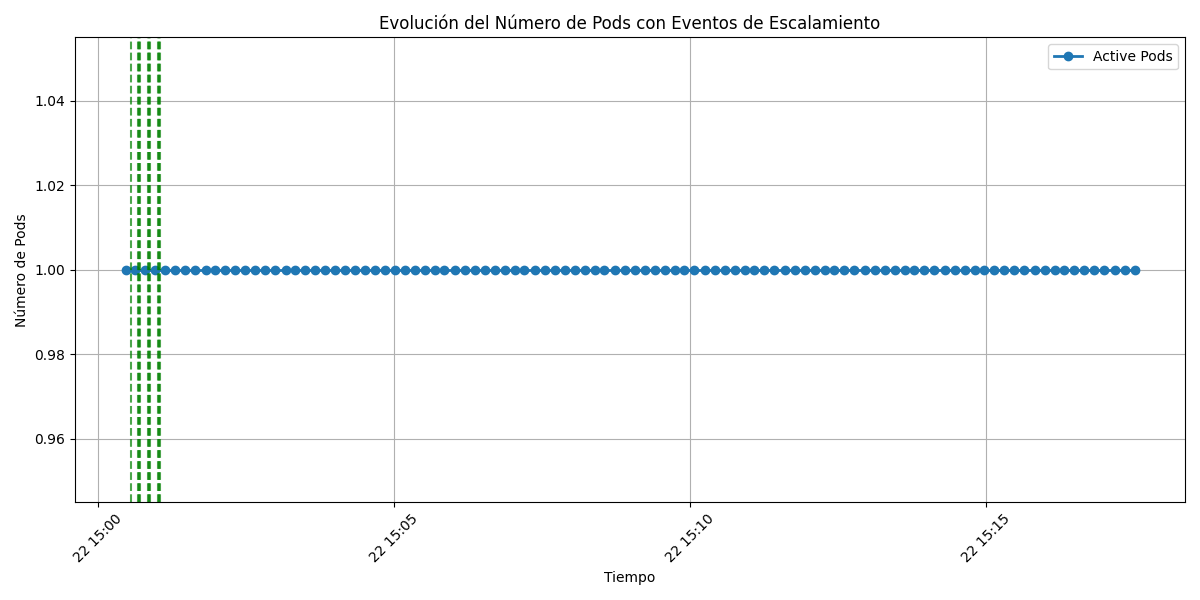 Evolución del Número de Pods con Eventos de Escalamiento
Active Pods
Número de Pods
1.04
1.02
1.00
0.98
0.96
22 15:00
22 15:05
22 15:10
22 15:15
Tiempo